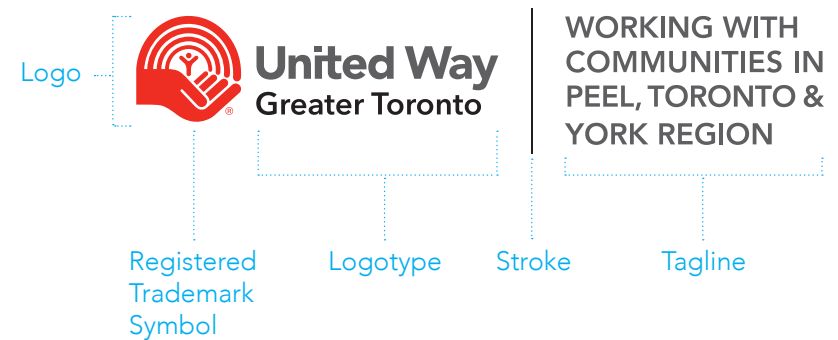 Logo
®
United Way
Greater Toronto
WORKING WITH
COMMUNITIES IN
PEEL, TORONTO &
YORK REGION
Registered
Trademark
Symbol
Logotype
Stroke
Tagline